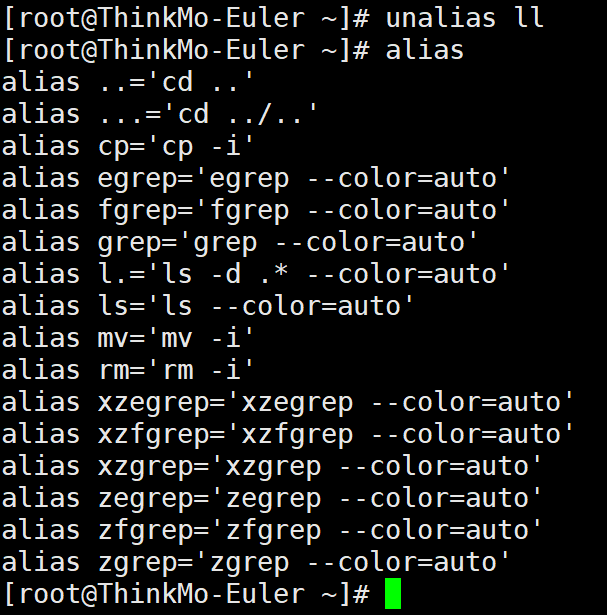 [root@ThinkMo-Euler ~]# unalias ll
[root@ThinkMo-Euler ~]# alias
alias ..='cd ..'
alias ...='cd ../..'
alias cp='cp -i'
alias egrep='egrep --color=auto'
alias fgrep='fgrep --color=auto'
alias grep='grep --color=auto'
alias l.='ls -d .* --color=auto'
alias ls='ls --color=auto'
alias mv='mv -i'
alias rm='rm -i'
alias xzegrep='xzegrep --color=auto'
alias xzfgrep='xzfgrep --color=auto'
alias xzgrep='xzgrep --color=auto'
alias zegrep='zegrep --color=auto'
alias zfgrep='zfgrep --color=auto'
alias zgrep='zgrep --color=auto'
[root@ThinkMo-Euler ~]#